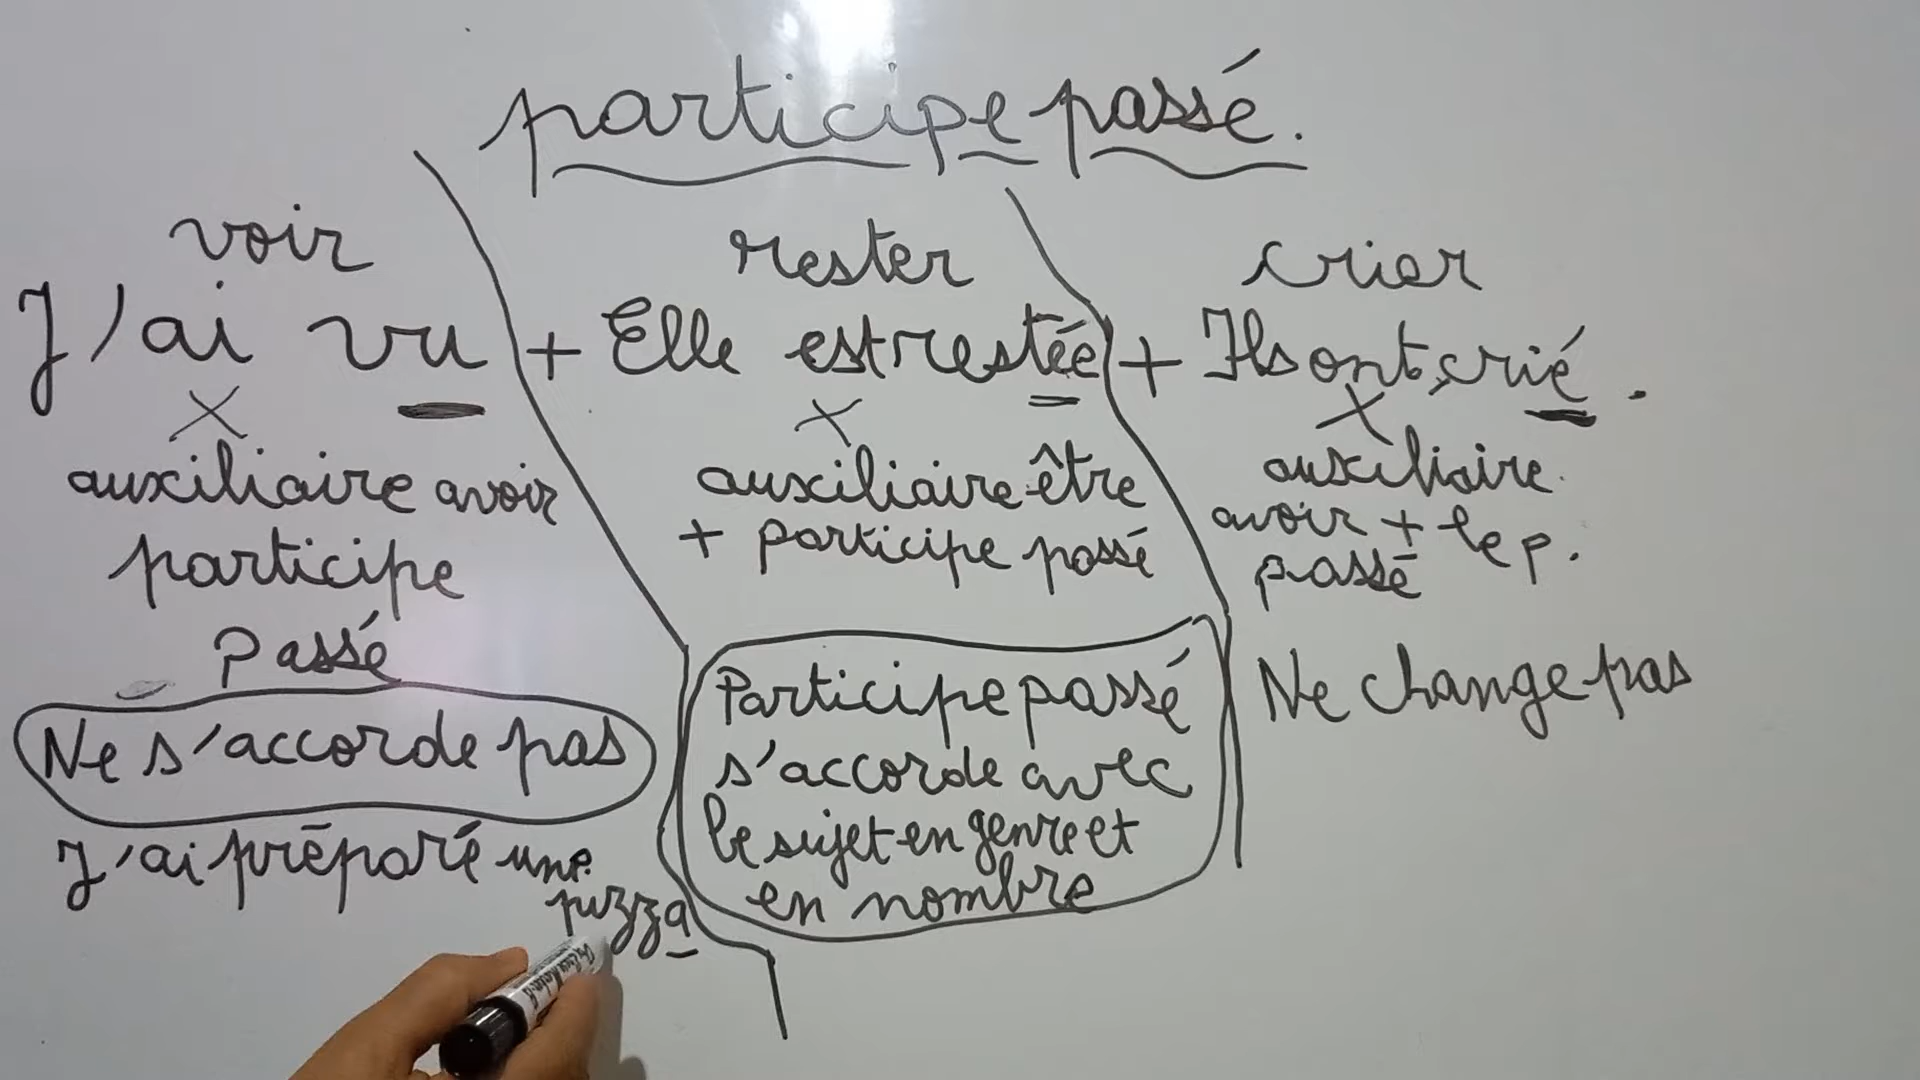 participe passé.
voir
J'ai vu
auxiliaire avoir
participe
passé
Ne s'accorde pas
J'ai préparé une
pizza
+ Elle est restée
rester
auxiliaire être
+ participe passé
Participe passé
s'accorde avec
le sujet en genre et
en nombre
crier
+ Ils ont crié.
auxiliaire
avoir + le p.
passé
Ne change pas